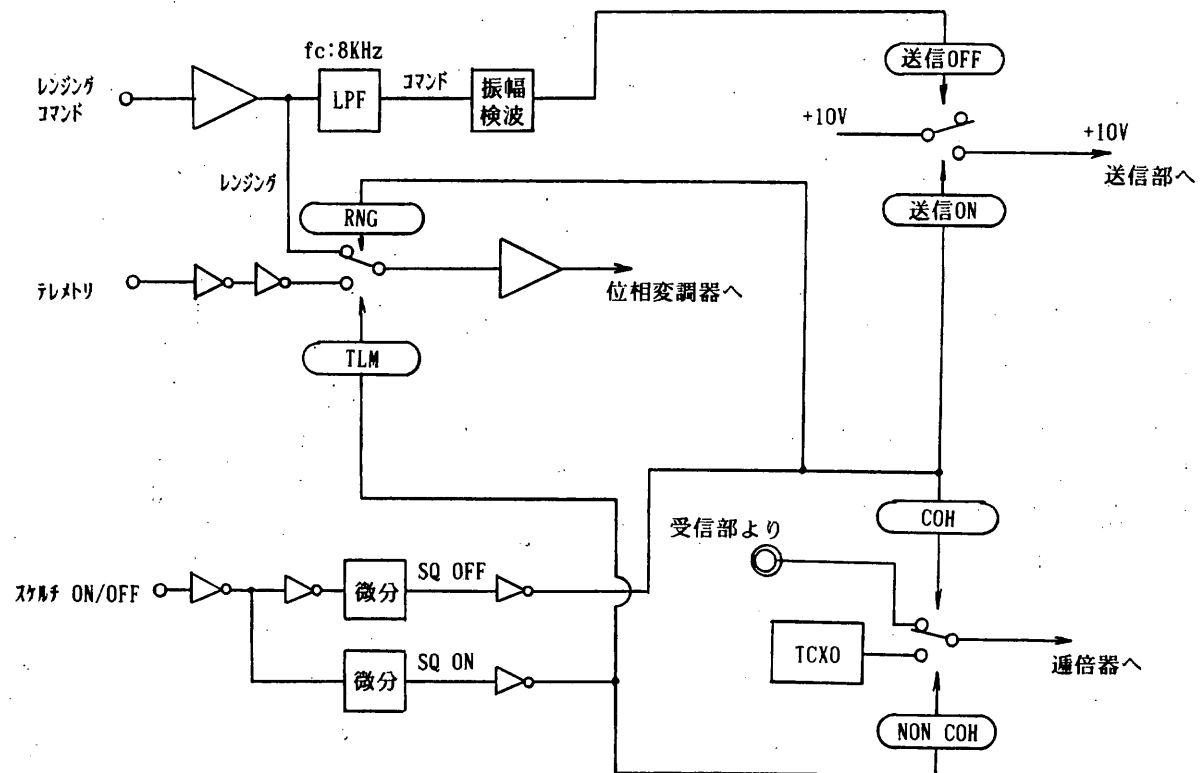 fc:8KHz
レンジング
コマンド
LPF
コマンド
振幅
検波
送信OFF
+10V
+10V
送信部へ
送信ON
レンジング
RNG
テレメトリ
位相変調器へ
TLM
COH
受信部より
スケルチ ON/OFF
微分
SQ OFF
TCXO
逓倍器へ
微分
SQ ON
NON COH